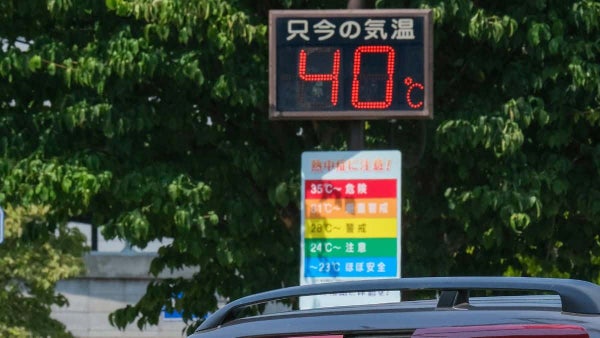 只今の気温
40℃
熱中症に注意!
35℃～ 危険
31℃～ 厳重警戒
28℃～ 警戒
24℃～ 注意
～23℃ ほぼ安全